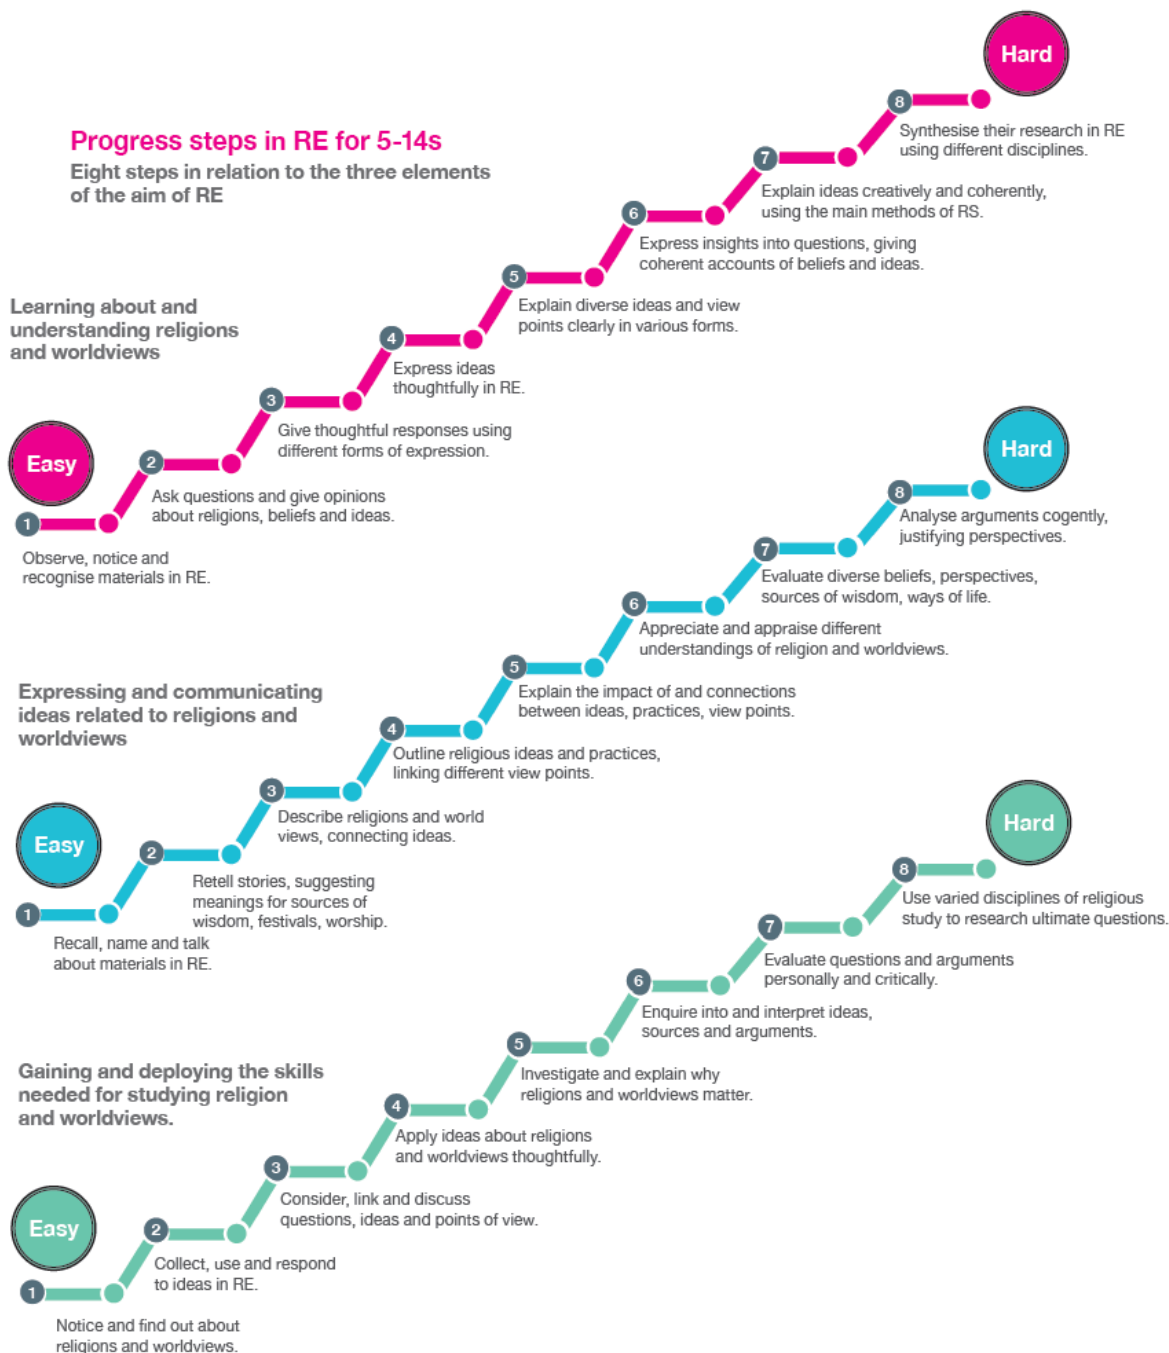 Progress steps in RE for 5-14s
Eight steps in relation to the three elements
of the aim of RE
Learning about and
understanding religions
and worldviews
Easy
1
Observe, notice and
recognise materials in RE.
2
Ask questions and give opinions
about religions, beliefs and ideas.
3
Give thoughtful responses using
different forms of expression.
4
Express ideas
thoughtfully in RE.
5
Explain diverse ideas and view
points clearly in various forms.
6
Express insights into questions, giving
coherent accounts of beliefs and ideas.
7
Explain ideas creatively and coherently,
using the main methods of RS.
8
Synthesise their research in RE
using different disciplines.
Hard
Expressing and communicating
ideas related to religions and
worldviews
Easy
1
Recall, name and talk
about materials in RE.
2
Retell stories, suggesting
meanings for sources of
wisdom, festivals, worship.
3
Describe religions and world
views, connecting ideas.
4
Outline religious ideas and practices,
linking different view points.
5
Explain the impact of and connections
between ideas, practices, view points.
6
Appreciate and appraise different
understandings of religion and worldviews.
7
Evaluate diverse beliefs, perspectives,
sources of wisdom, ways of life.
8
Analyse arguments cogently,
justifying perspectives.
Hard
Gaining and deploying the skills
needed for studying religion
and worldviews.
Easy
1
Notice and find out about
religions and worldviews.
2
Collect, use and respond
to ideas in RE.
3
Consider, link and discuss
questions, ideas and points of view.
4
Apply ideas about religions
and worldviews thoughtfully.
5
Investigate and explain why
religions and worldviews matter.
6
Enquire into and interpret ideas,
sources and arguments.
7
Evaluate questions and arguments
personally and critically.
8
Use varied disciplines of religious
study to research ultimate questions.
Hard